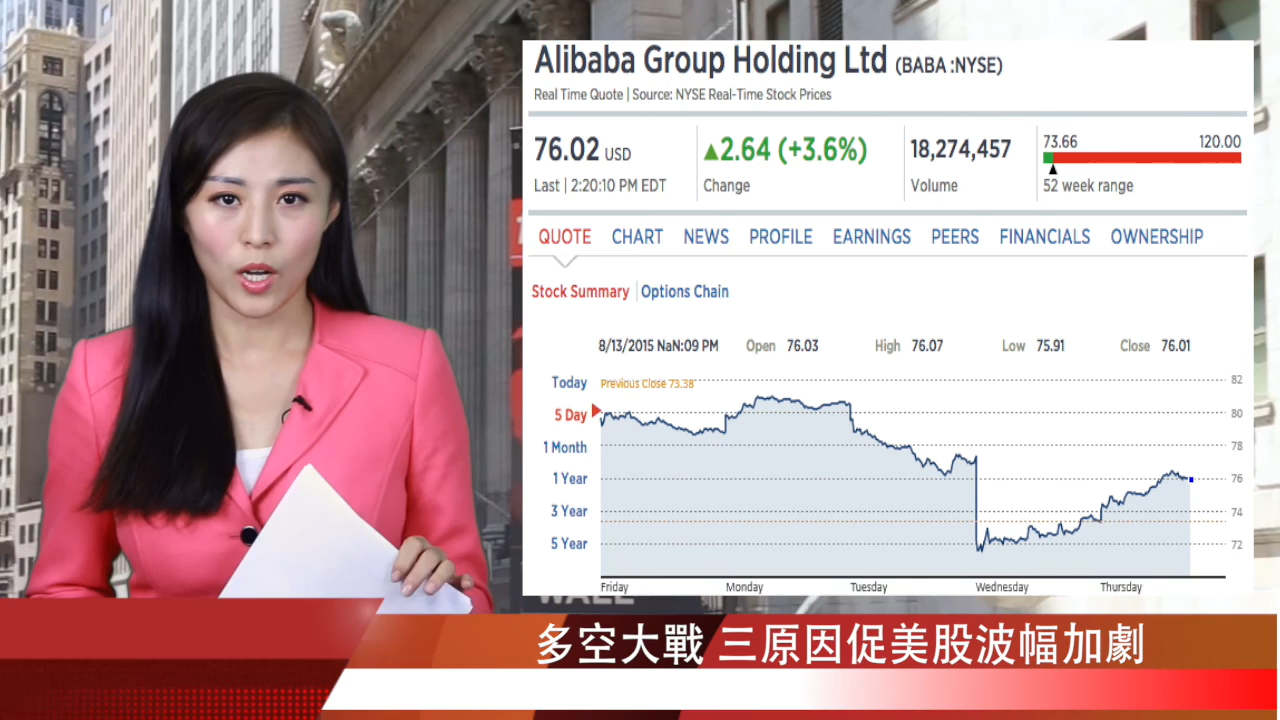 Alibaba Group Holding Ltd (BABA :NYSE)
Real Time Quote | Source: NYSE Real-Time Stock Prices
76.02 USD
Last | 2:20:10 PM EDT
▲2.64 (+3.6%)
Change
18,274,457
Volume
73.66 120.00
52 week range
QUOTE CHART NEWS PROFILE EARNINGS PEERS FINANCIALS OWNERSHIP
Stock Summary | Options Chain
8/13/2015 NaN:09 PM Open 76.03 High 76.07 Low 75.91 Close 76.01
Today
5 Day
1 Month
1 Year
3 Year
5 Year
Previous Close 73.38
82
80
78
76
74
72
Friday Monday Tuesday Wednesday Thursday
WALL
多空大戰 三原因促美股波幅加劇